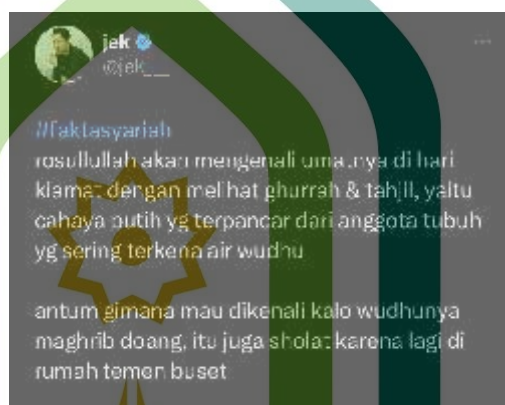 jek
@jek__
#faktasyariah
rosullullah akan mengenali umatnya di hari
kiamat dengan melihat ghurrah & tahjil, yaitu
cahaya putih yg terpancar dari anggota tubuh
yg sering terkena air wudhu
antum gimana mau dikenali kalo wudhunya
maghrib doang, itu juga sholat karena lagi di
rumah temen buset